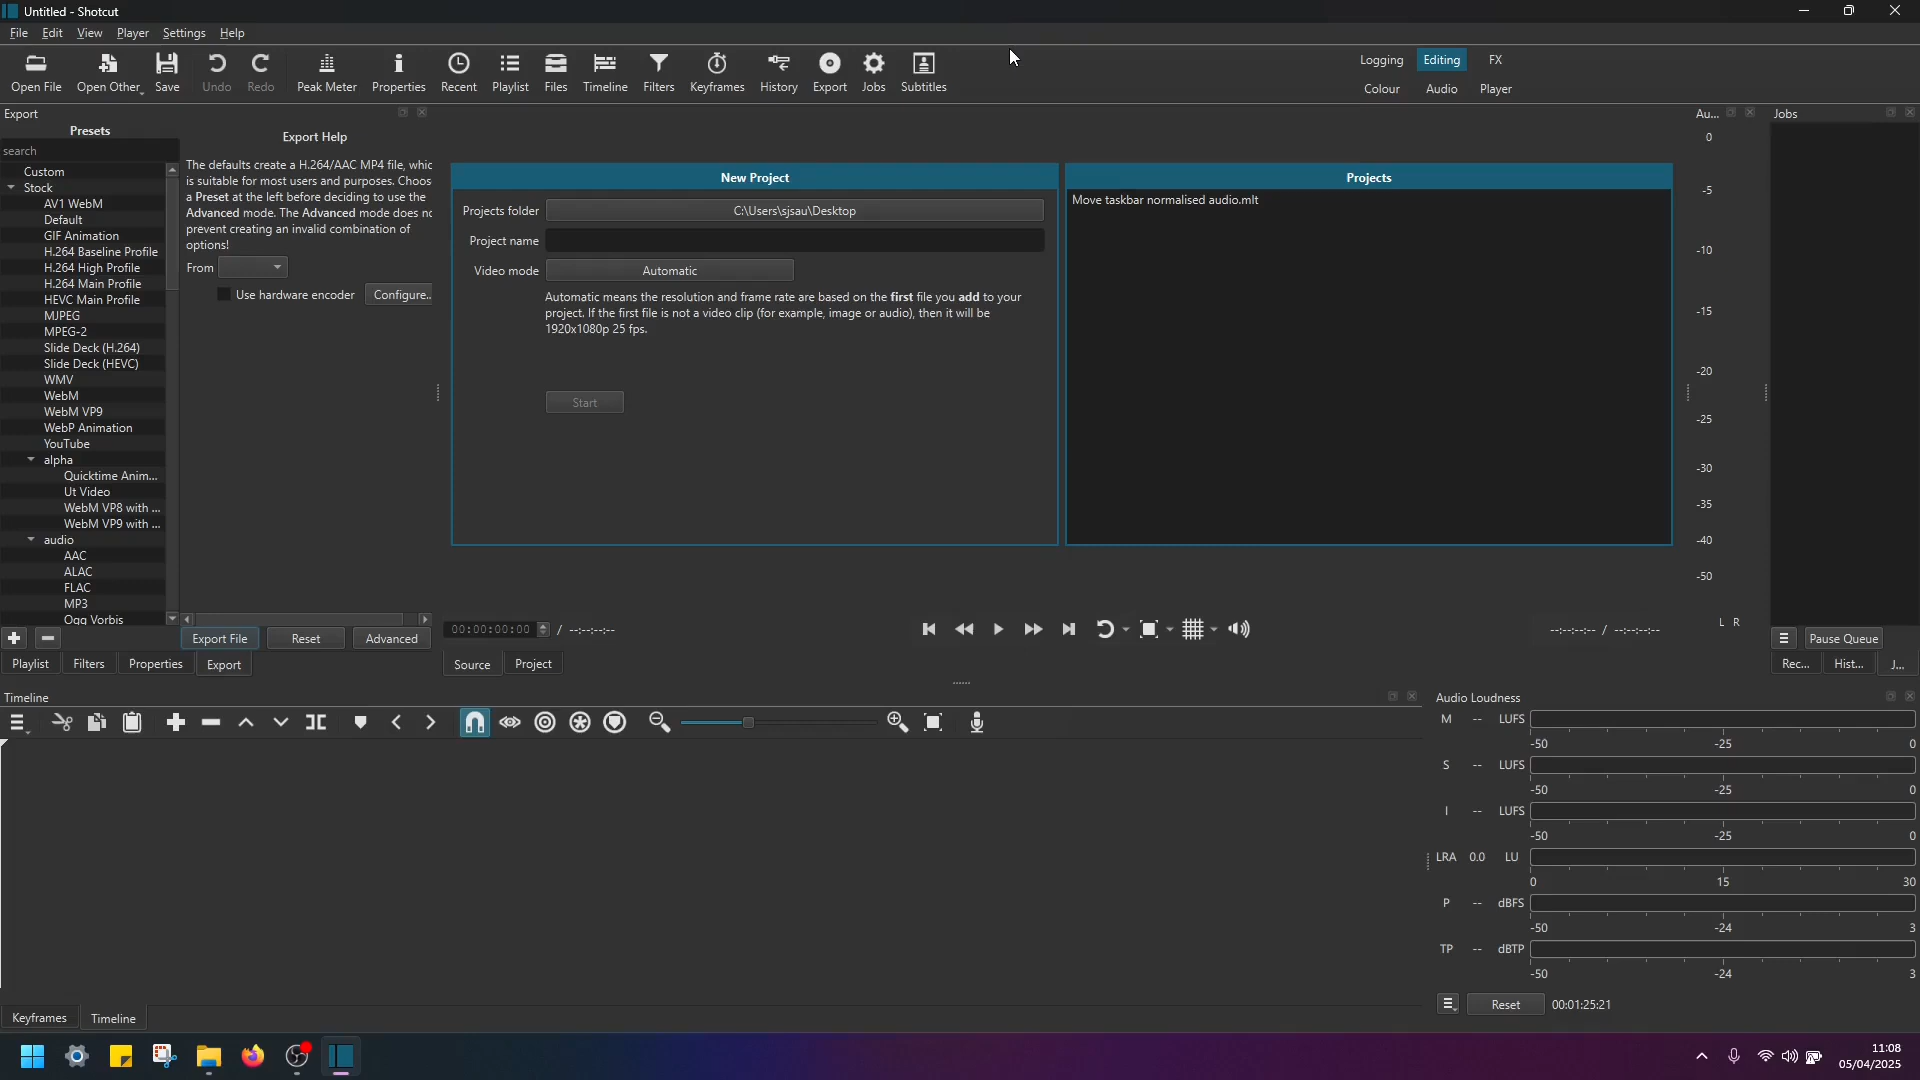 Untitled - Shotcut
File Edit View Player Settings Help
Open File Open Other Save Undo Redo Peak Meter Properties Recent Playlist Files Timeline Filters Keyframes History Export Jobs Subtitles
Logging Editing FX
Colour Audio Player
Export
Presets
search
Custom
Stock
AV1 WebM
Default
GIF Animation
H.264 Baseline Profile
H.264 High Profile
H.264 Main Profile
HEVC Main Profile
MJPEG
MPEG-2
Slide Deck (H.264)
Slide Deck (HEVC)
WMV
WebM
WebM VP9
WebP Animation
YouTube
alpha
Quicktime Anim...
Ut Video
WebM VP8 with ...
WebM VP9 with ...
audio
AAC
ALAC
FLAC
MP3
Ogg Vorbis
Export Help
The defaults create a H.264/AAC MP4 file, whic
is suitable for most users and purposes. Choos
a Preset at the left before deciding to use the
Advanced mode. The Advanced mode does no
prevent creating an invalid combination of
options!
From
Use hardware encoder Configure..
Export File Reset Advanced
Playlist Filters Properties Export
New Project
Projects folder C:\Users\sjsau\Desktop
Project name
Video mode Automatic
Automatic means the resolution and frame rate are based on the first file you add to your
project. If the first file is not a video clip (for example, image or audio), then it will be
1920x1080p 25 fps.
Start
Projects
Move taskbar normalised audio.mlt
00:00:00:00 / --:--:--:--
--:--:--:-- / --:--:--:--
Source Project
Au...
0
-5
-10
-15
-20
-25
-30
-35
-40
-50
L R
Jobs
Pause Queue
Rec... Hist... J...
Timeline
Keyframes Timeline
Audio Loudness
M -- LUFS
-50 -25 0
S -- LUFS
-50 -25 0
I -- LUFS
-50 -25 0
LRA 0.0 LU
0 15 30
P -- dBFS
-50 -24 3
TP -- dBTP
-50 -24 3
Reset 00:01:25:21
11:08
05/04/2025